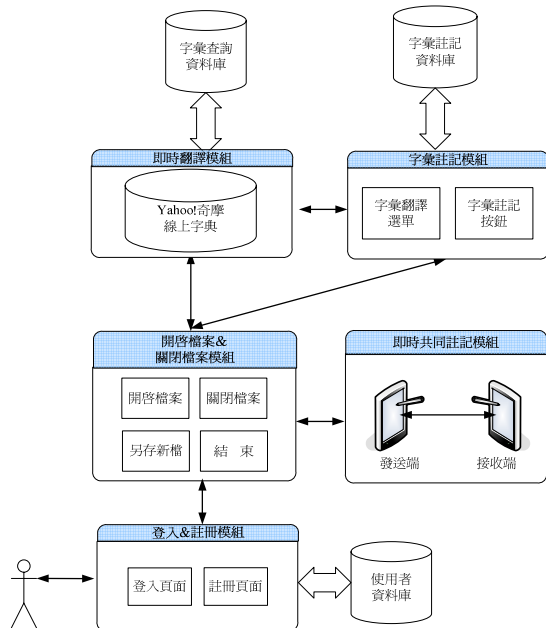 字彙查詢
資料庫
字彙註記
資料庫
即時翻譯模組
Yahoo!奇摩
線上字典
字彙註記模組
字彙翻譯
選單
字彙註記
按鈕
開啓檔案&
關閉檔案模組
開啓檔案
關閉檔案
另存新檔
結 束
即時共同註記模組
發送端
接收端
登入&註冊模組
登入頁面
註冊頁面
使用者
資料庫